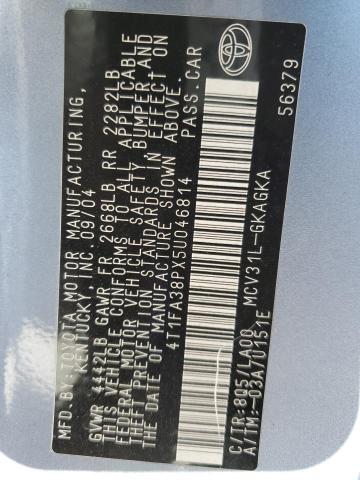 MFD.BY:TOYOTA MOTOR MANUFACTURING,
KENTUCKY, INC.09/04
GVWR 4442LB GAWR FR 2668LB RR 2282LB
THIS VEHICLE CONFORMS TO ALL APPLICABLE
FEDERAL MOTOR VEHICLE SAFETY,BUMPER,AND
THEFT PREVENTION STANDARDS IN EFFECT ON
THE DATE OF MANUFACTURE SHOWN ABOVE.
4T1FA38PX5U046814 PASS.CAR
C/TR:8Q5/LA00 MCV31L-GKAGKA
A/TM:-03A/U151E 56379